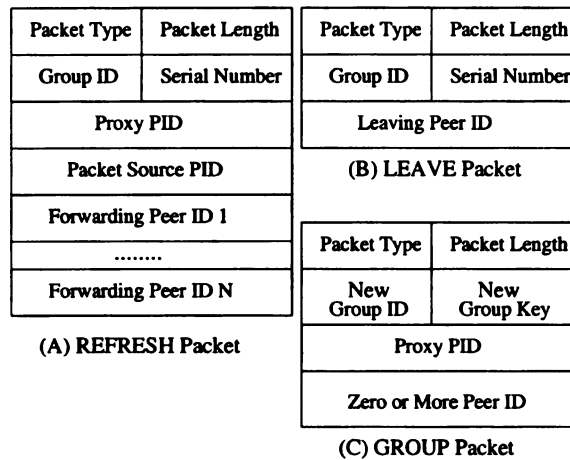 Packet Type Packet Length
Group ID Serial Number
Proxy PID
Packet Source PID
Forwarding Peer ID 1
........
Forwarding Peer ID N
(A) REFRESH Packet
Packet Type Packet Length
Group ID Serial Number
Leaving Peer ID
(B) LEAVE Packet
Packet Type Packet Length
New Group ID New Group Key
Proxy PID
Zero or More Peer ID
(C) GROUP Packet